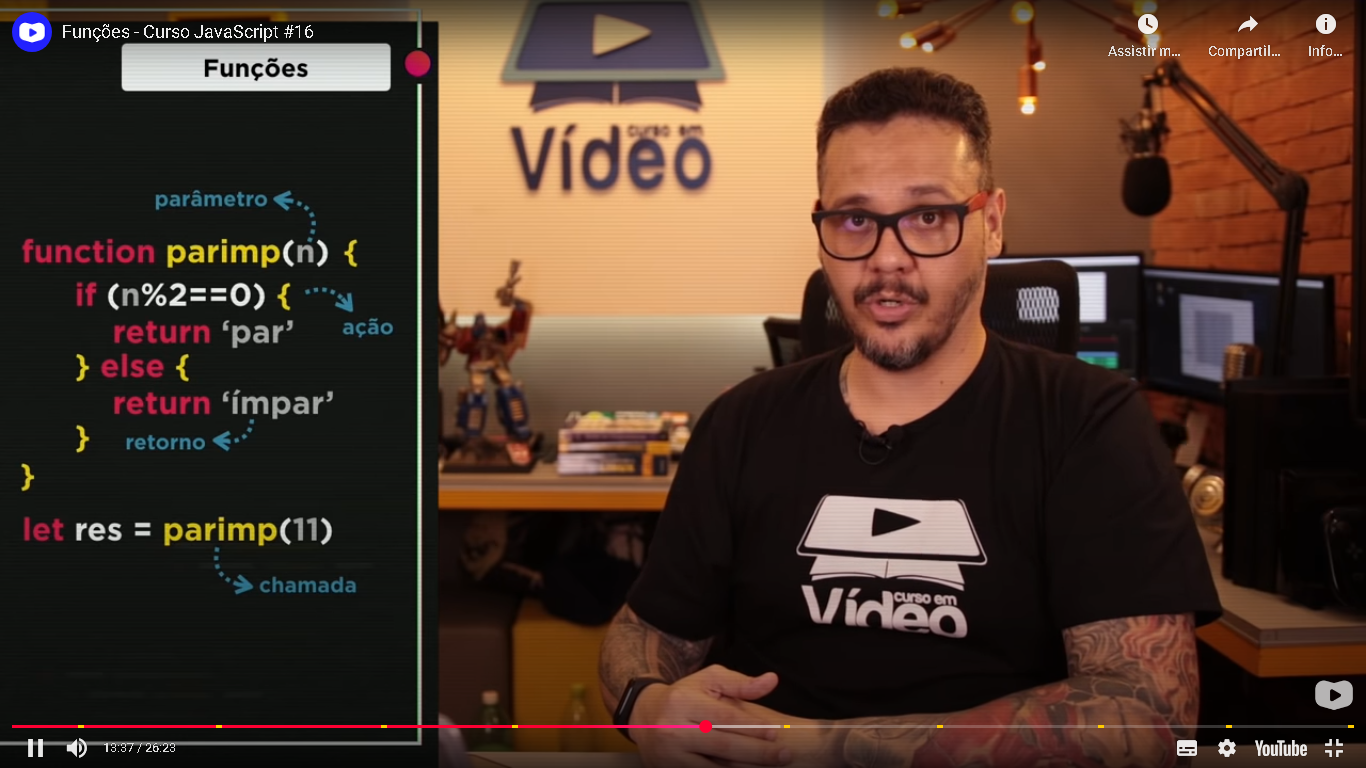 Funções - Curso JavaScript #16
Assistir m...
Compartil...
Info...
Funções
parâmetro
function parimp(n) {
if (n%2==0) {
ação
return ‘par’
} else {
return ‘ímpar’
}
retorno
}
let res = parimp(11)
chamada
curso em
Vídeo
curso em
Vídeo
13:37 / 26:23
YouTube